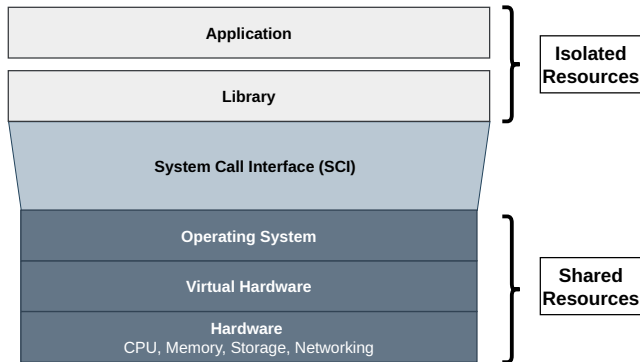 Application
Isolated
Resources
Library
System Call Interface (SCI)
Operating System
Virtual Hardware
Shared
Resources
Hardware
CPU, Memory, Storage, Networking